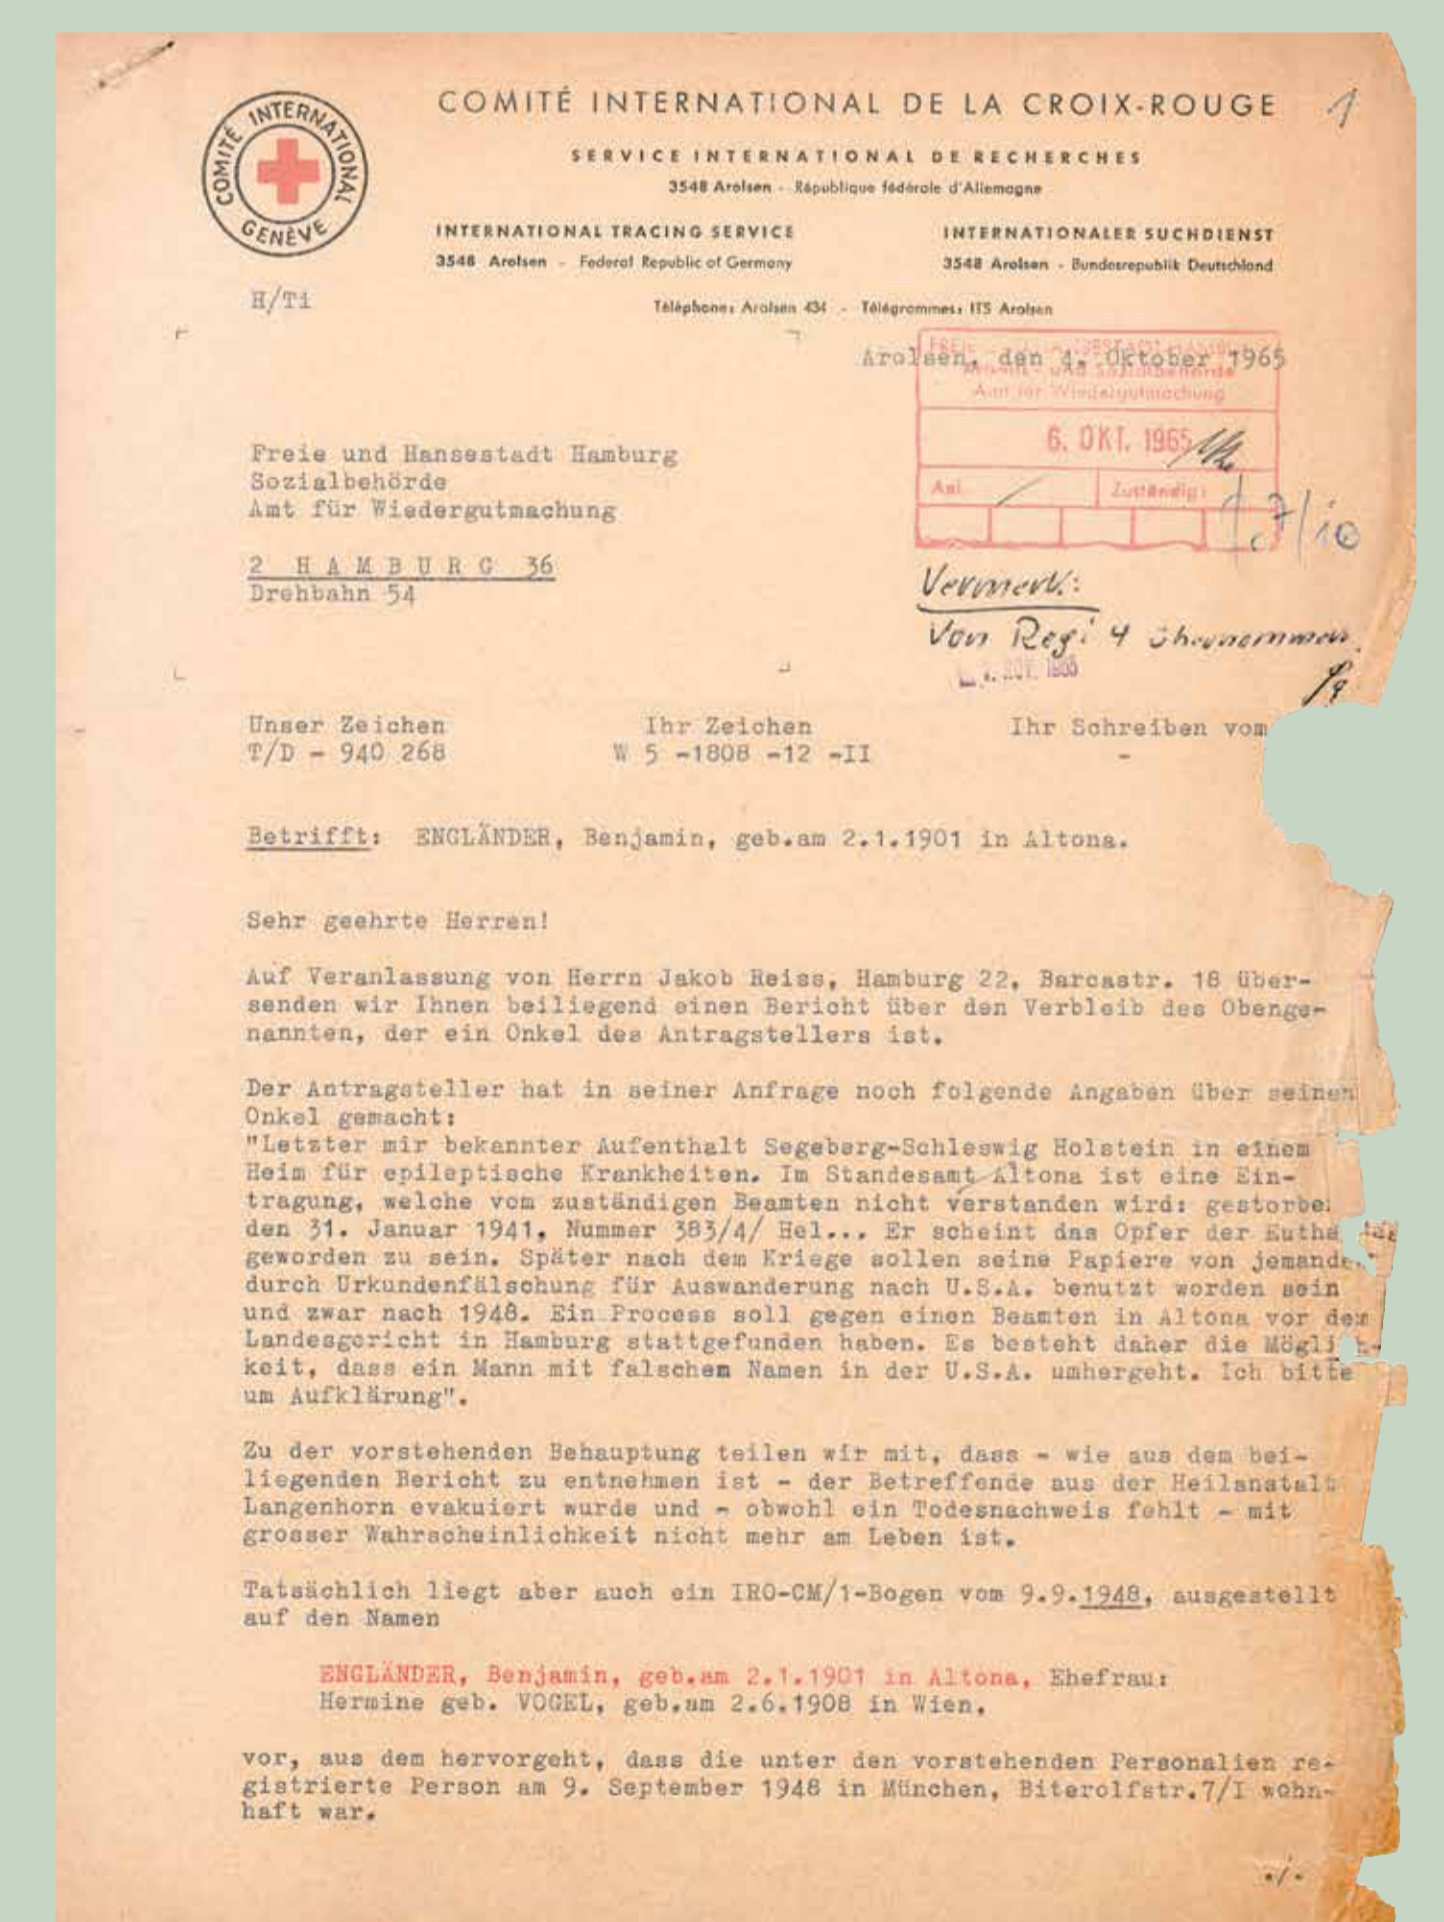 COMITÉ INTERNATIONAL
GENÈVE
COMITÉ INTERNATIONAL DE LA CROIX-ROUGE
1
SERVICE INTERNATIONAL DE RECHERCHES
3548 Arolsen - République fédérale d'Allemagne
INTERNATIONAL TRACING SERVICE
3548 Arolsen - Federal Republic of Germany
INTERNATIONALER SUCHDIENST
3548 Arolsen - Bundesrepublik Deutschland
H/Ti
Téléphone: Arolsen 434 - Télégrammes: ITS Arolsen
Arolsen, den 4. Oktober 1965
und Sozialbehörde
Amt für Wiedergutmachung
6. OKT. 1965
Anl.
Zuständig:
7/10
Freie und Hansestadt Hamburg
Sozialbehörde
Amt für Wiedergutmachung
2 HAMBURG 36
Drehbahn 54
Vermerk:
Von Regi 4 übernommen
NOV. 1965
Unser Zeichen
T/D - 940 268
Ihr Zeichen
W 5 -1808 -12 -II
Ihr Schreiben vom
-
Betrifft: ENGLÄNDER, Benjamin, geb.am 2.1.1901 in Altona.
Sehr geehrte Herren!
Auf Veranlassung von Herrn Jakob Reiss, Hamburg 22, Barcastr. 18 über-
senden wir Ihnen beiliegend einen Bericht über den Verbleib des Obenge-
nannten, der ein Onkel des Antragstellers ist.
Der Antragsteller hat in seiner Anfrage noch folgende Angaben über seinen
Onkel gemacht:
"Letzter mir bekannter Aufenthalt Segeberg-Schleswig Holstein in einem
Heim für epileptische Krankheiten. Im Standesamt Altona ist eine Ein-
tragung, welche vom zuständigen Beamten nicht verstanden wird: gestorbe
den 31. Januar 1941, Nummer 383/4/ Hel... Er scheint das Opfer der Eutha
geworden zu sein. Später nach dem Kriege sollen seine Papiere von jemande
durch Urkundenfälschung für Auswanderung nach U.S.A. benutzt worden sein
und zwar nach 1948. Ein Process soll gegen einen Beamten in Altona vor dem
Landesgericht in Hamburg stattgefunden haben. Es besteht daher die Möglich-
keit, dass ein Mann mit falschem Namen in der U.S.A. umhergeht. Ich bitte
um Aufklärung".
Zu der vorstehenden Behauptung teilen wir mit, dass - wie aus dem bei-
liegenden Bericht zu entnehmen ist - der Betreffende aus der Heilanstalt
Langenhorn evakuiert wurde und - obwohl ein Todesnachweis fehlt - mit
grosser Wahrscheinlichkeit nicht mehr am Leben ist.
Tatsächlich liegt aber auch ein IRO-CM/1-Bogen vom 9.9.1948, ausgestellt
auf den Namen
ENGLÄNDER, Benjamin, geb.am 2.1.1901 in Altona, Ehefrau:
Hermine geb. VOGEL, geb.am 2.6.1908 in Wien,
vor, aus dem hervorgeht, dass die unter den vorstehenden Personalien re-
gistrierte Person am 9. September 1948 in München, Biterolfstr.7/I wohn-
haft war.
./.